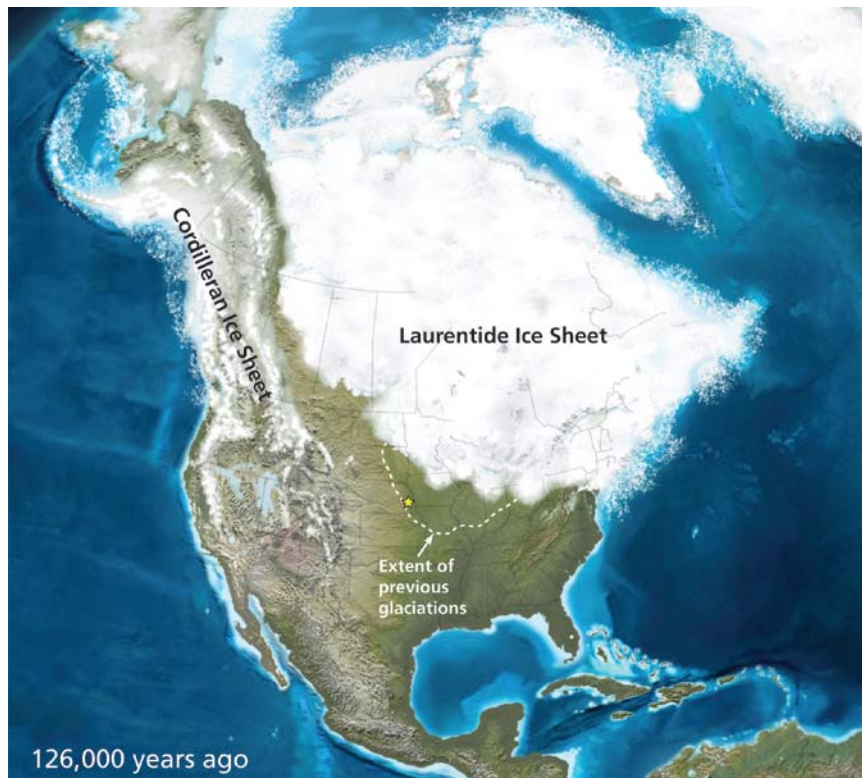 Cordilleran Ice Sheet
Laurentide Ice Sheet
Extent of
previous
glaciations
126,000 years ago